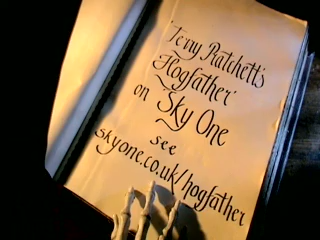 'Terry Pratchett's
Hogfather'
on Sky One
see
skyone.co.uk/hogfather